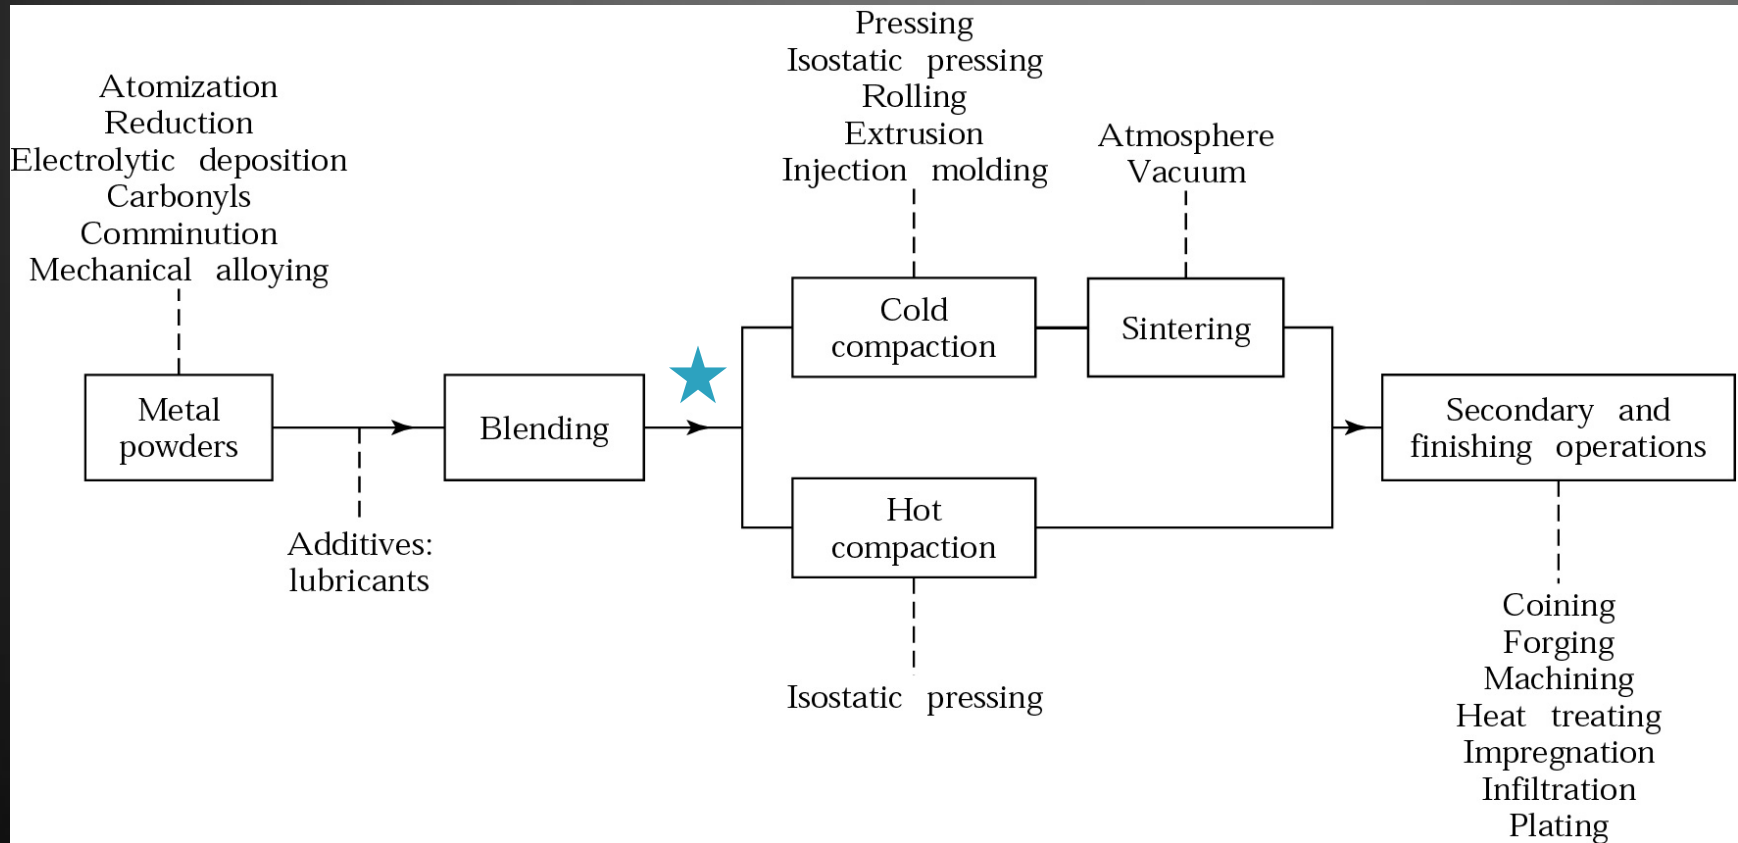 Atomization
Reduction
Electrolytic deposition
Carbonyls
Comminution
Mechanical alloying
Metal
powders
Additives:
lubricants
Blending
Pressing
Isostatic pressing
Rolling
Extrusion
Injection molding
Cold
compaction
Atmosphere
Vacuum
Sintering
Hot
compaction
Isostatic pressing
Secondary and
finishing operations
Coining
Forging
Machining
Heat treating
Impregnation
Infiltration
Plating